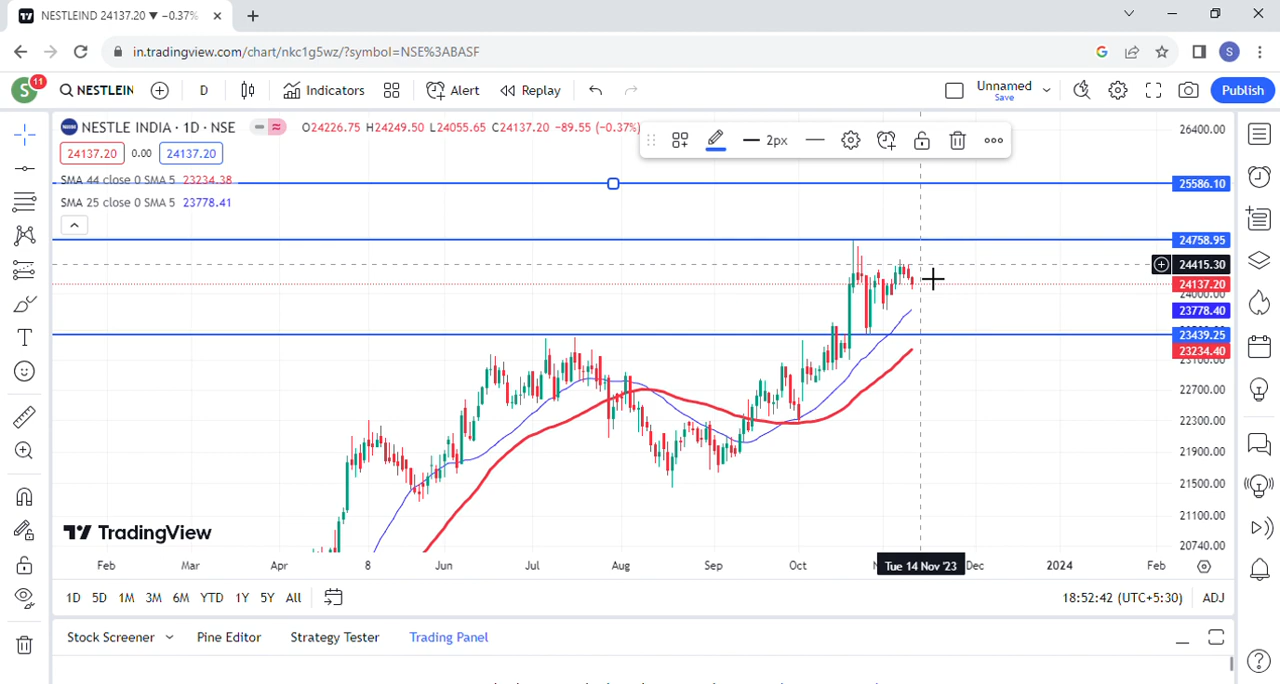 NESTLEIND 24137.20 ▼ −0.37%
in.tradingview.com/chart/nkc1g5wz/?symbol=NSE%3ABASF
S
S 11
NESTLEIN
D
Indicators
Alert
Replay
Unnamed
Save
Publish
NESTLE INDIA · 1D · NSE
O24226.75 H24249.50 L24055.65 C24137.20 −89.55 (−0.37%)
2px
24137.20 0.00 24137.20
SMA 44 close 0 SMA 5 23234.38
SMA 25 close 0 SMA 5 23778.41
26400.00
25586.10
24758.95
24415.30
24137.20
24000.00
23778.40
23439.25
23234.40
22700.00
22300.00
21900.00
21500.00
21100.00
20740.00
TradingView
Feb Mar Apr 8 Jun Jul Aug Sep Oct Tue 14 Nov '23 Dec 2024 Feb
1D 5D 1M 3M 6M YTD 1Y 5Y All
18:52:42 (UTC+5:30) ADJ
Stock Screener Pine Editor Strategy Tester Trading Panel